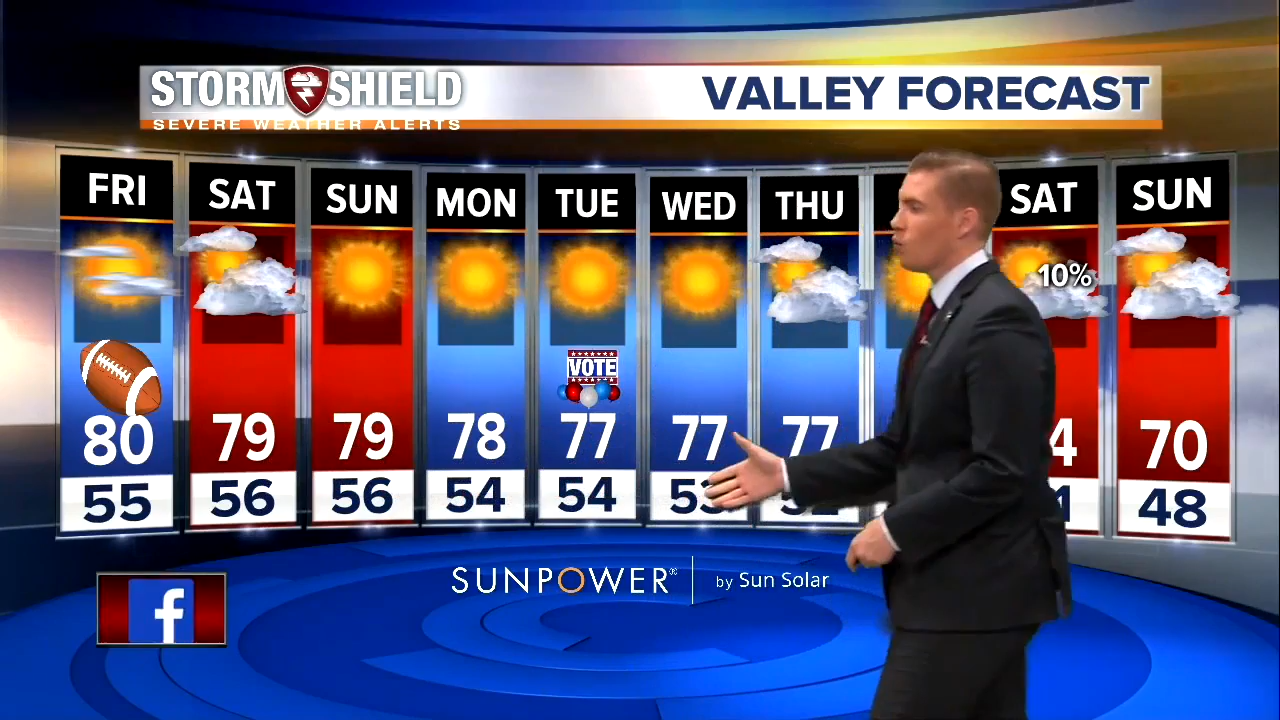 STORM SHIELD
SEVERE WEATHER ALERTS
VALLEY FORECAST
FRI SAT SUN MON TUE WED THU SAT SUN
10%
VOTE
80 79 79 78 77 77 77 4 70
55 56 56 54 54 48
SUNPOWER® by Sun Solar
f